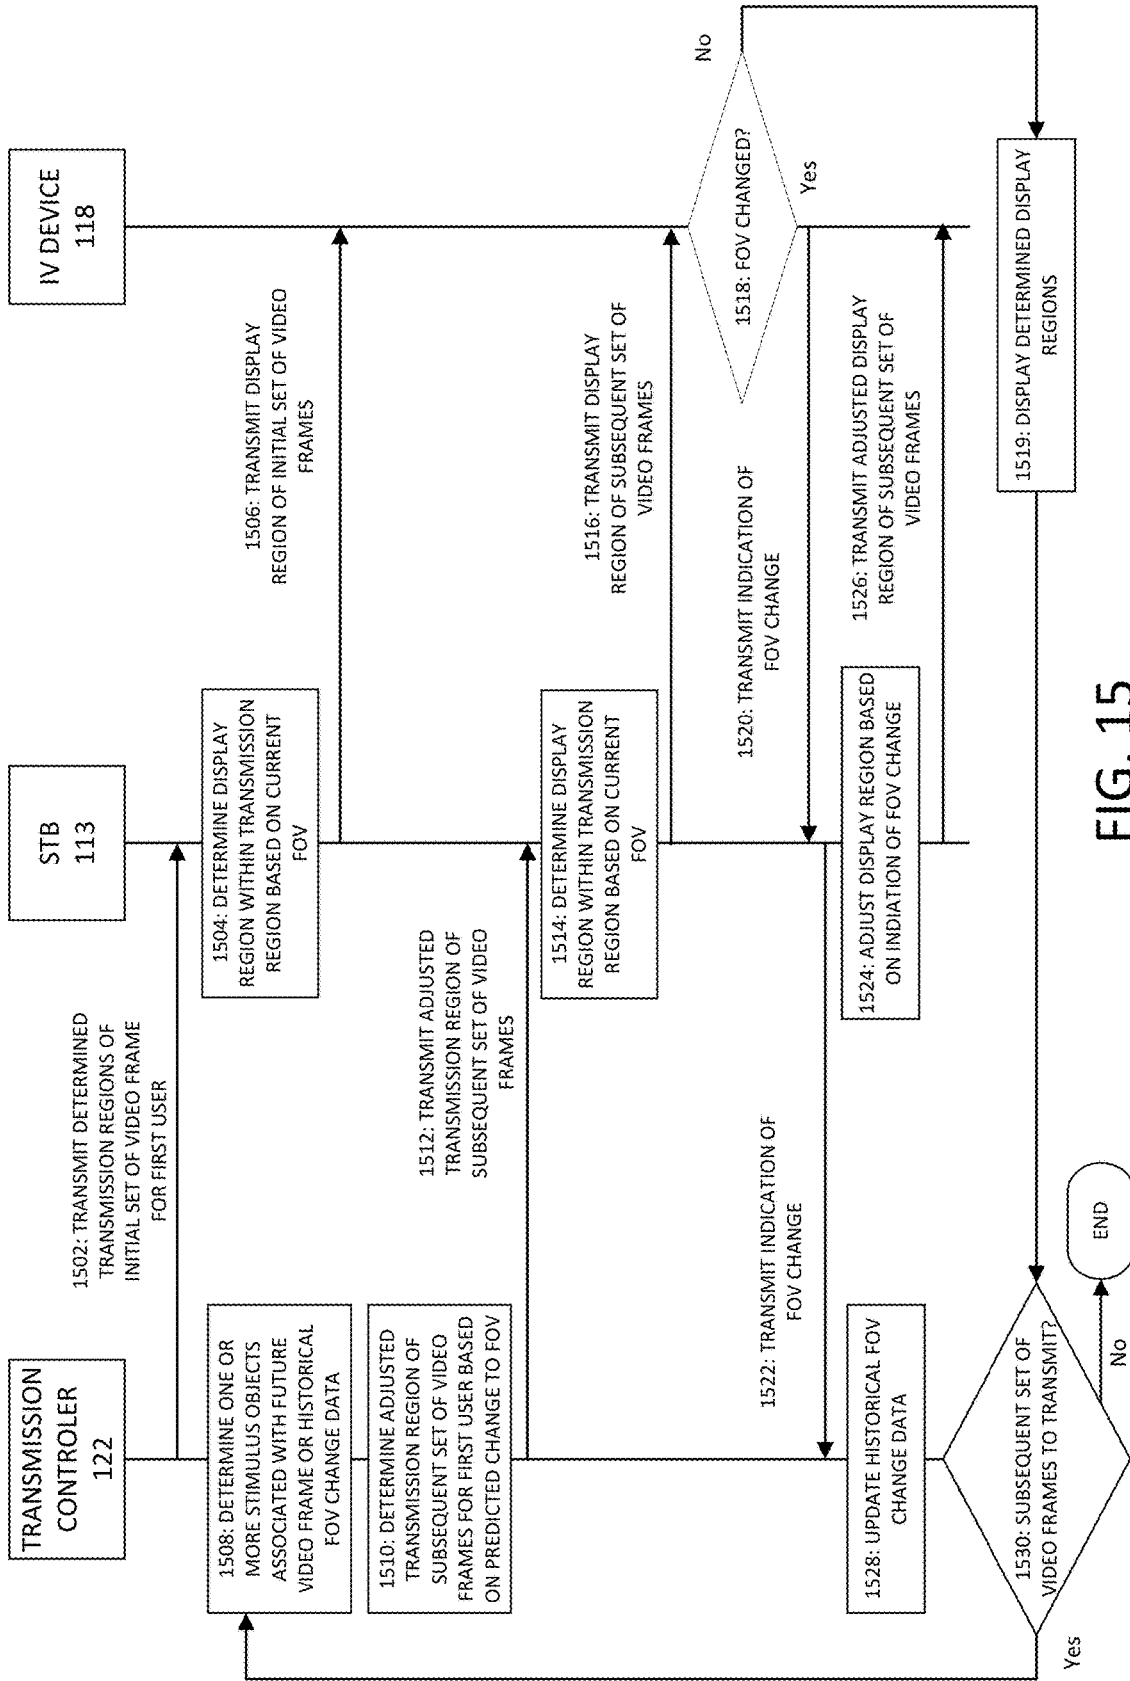 TRANSMISSION
CONTROLER
122
STB
113
IV DEVICE
118
1502: TRANSMIT DETERMINED
TRANSMISSION REGIONS OF
INITIAL SET OF VIDEO FRAME
FOR FIRST USER
1504: DETERMINE DISPLAY
REGION WITHIN TRANSMISSION
REGION BASED ON CURRENT
FOV
1506: TRANSMIT DISPLAY
REGION OF INITIAL SET OF VIDEO
FRAMES
1508: DETERMINE ONE OR
MORE STIMULUS OBJECTS
ASSOCIATED WITH FUTURE
VIDEO FRAME OR HISTORICAL
FOV CHANGE DATA
1510: DETERMINE ADJUSTED
TRANSMISSION REGION OF
SUBSEQUENT SET OF VIDEO
FRAMES FOR FIRST USER BASED
ON PREDICTED CHANGE TO FOV
1512: TRANSMIT ADJUSTED
TRANSMISSION REGION OF
SUBSEQUENT SET OF VIDEO
FRAMES
1514: DETERMINE DISPLAY
REGION WITHIN TRANSMISSION
REGION BASED ON CURRENT
FOV
1516: TRANSMIT DISPLAY
REGION OF SUBSEQUENT SET OF
VIDEO FRAMES
1518: FOV CHANGED?
No
Yes
1520: TRANSMIT INDICATION OF
FOV CHANGE
1522: TRANSMIT INDICATION OF
FOV CHANGE
1524: ADJUST DISPLAY REGION BASED
ON INDIATION OF FOV CHANGE
1526: TRANSMIT ADJUSTED DISPLAY
REGION OF SUBSEQUENT SET OF
VIDEO FRAMES
1528: UPDATE HISTORICAL FOV
CHANGE DATA
1519: DISPLAY DETERMINED DISPLAY
REGIONS
1530: SUBSEQUENT SET OF
VIDEO FRAMES TO TRANSMIT?
Yes
No
END
FIG. 15